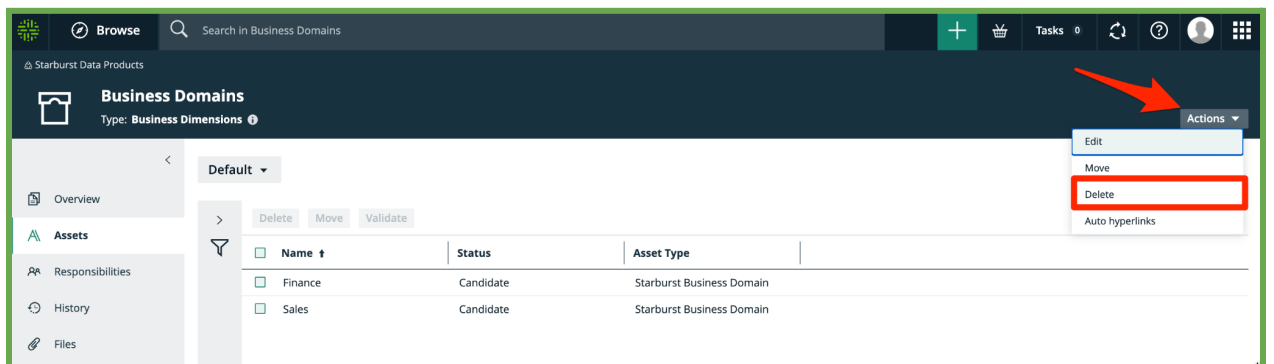 Browse
Search in Business Domains
Tasks 0
Starburst Data Products
Business Domains
Type: Business Dimensions
Actions
Edit
Move
Delete
Auto hyperlinks
Default
Overview
Assets
Responsibilities
History
Files
Delete Move Validate
Name Status Asset Type
Finance Candidate Starburst Business Domain
Sales Candidate Starburst Business Domain